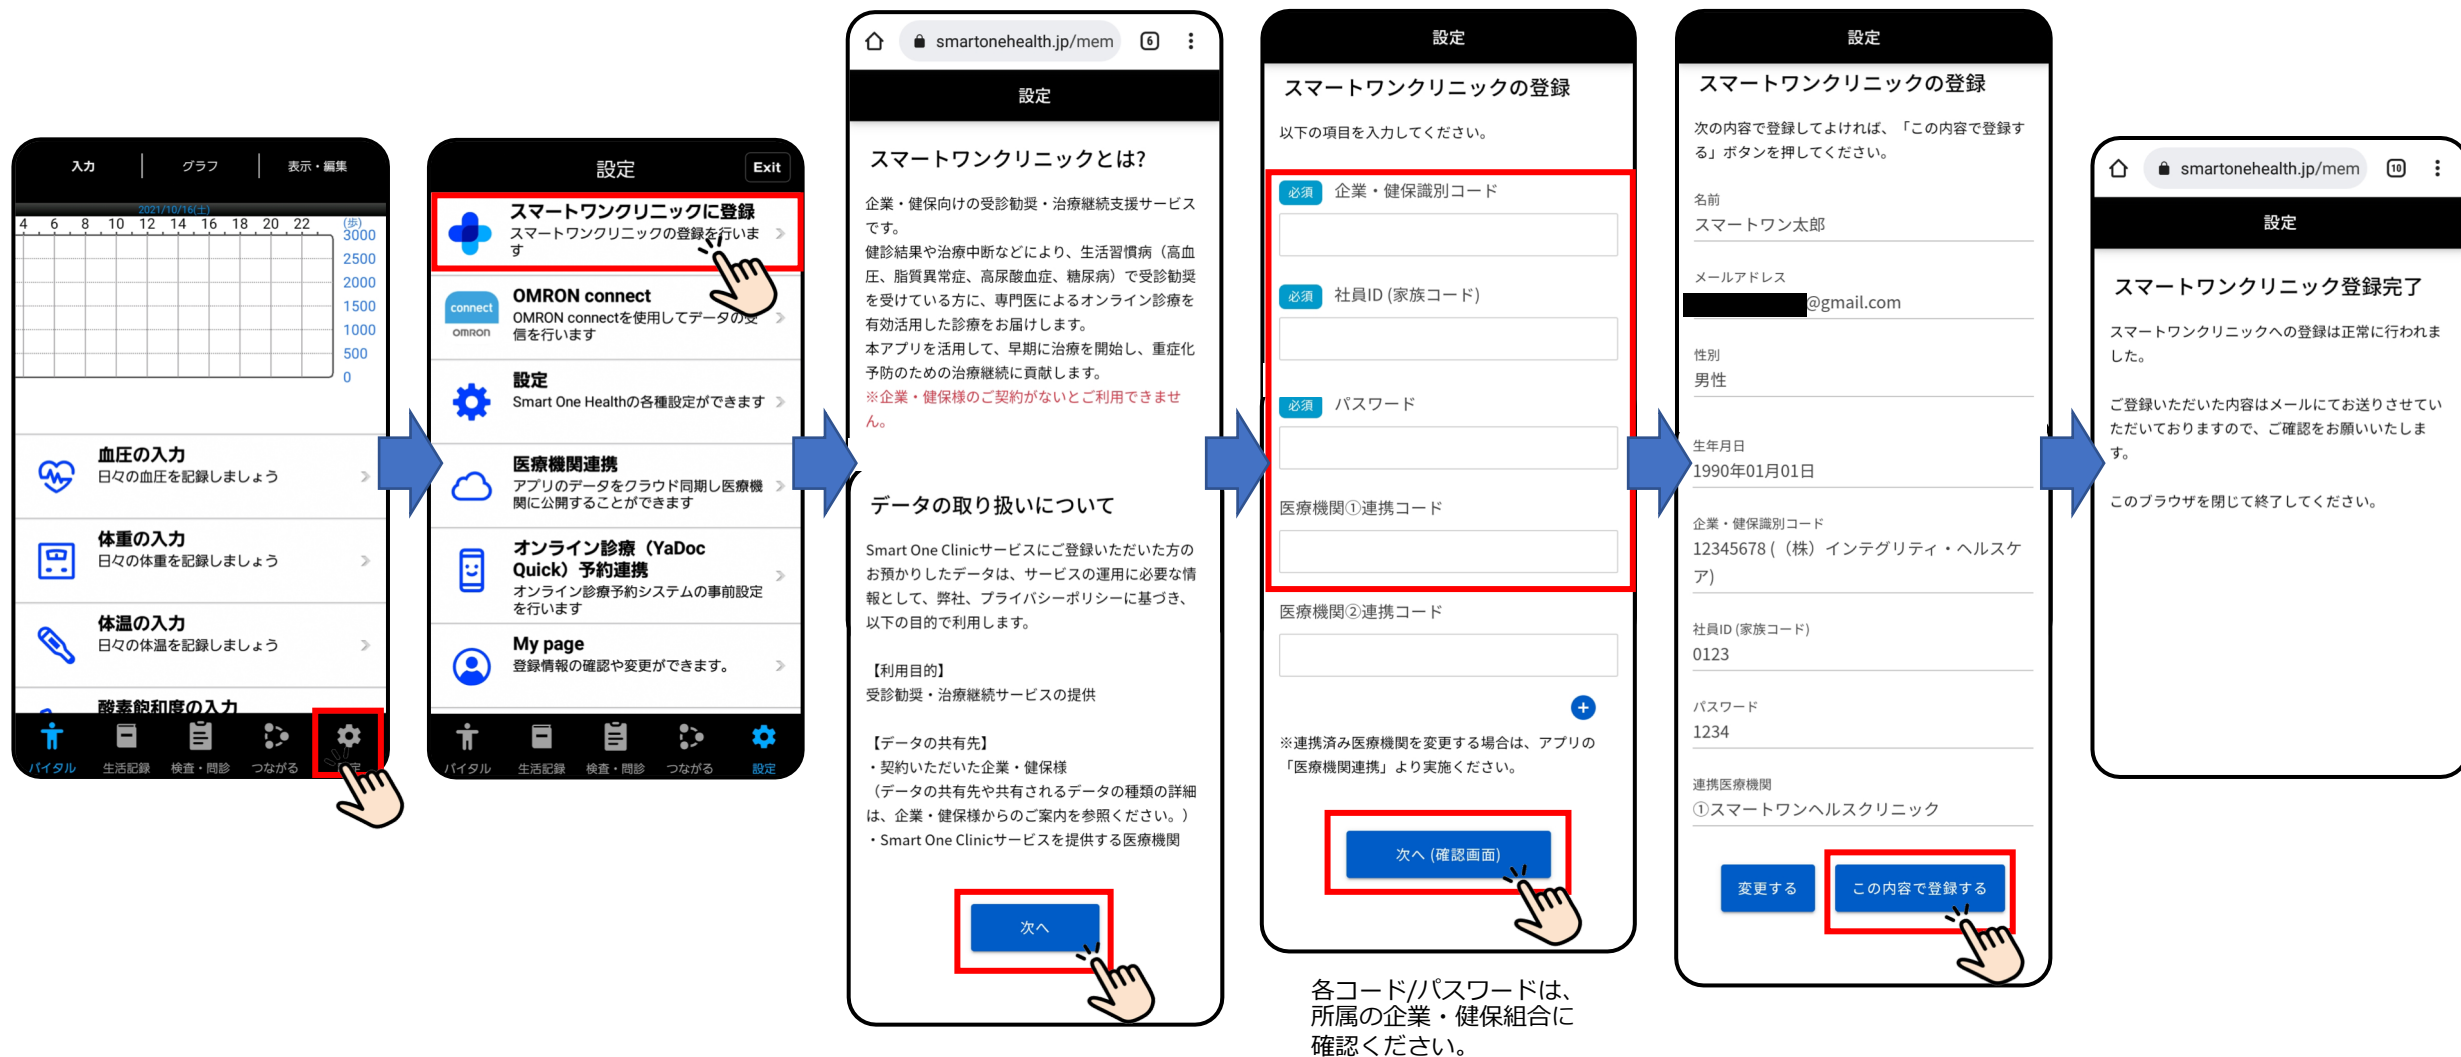 入力
グラフ
表示・編集
2021/10/16(土)
4 6 8 10 12 14 16 18 20 22 (歩)
3000
2500
2000
1500
1000
500
0
血圧の入力
日々の血圧を記録しましょう
体重の入力
日々の体重を記録しましょう
体温の入力
日々の体温を記録しましょう
酸素飽和度の入力
バイタル
生活記録
検査・問診
つながる
設定
Exit
スマートワンクリニックに登録
スマートワンクリニックの登録を行いま
す
connect
OMRON
OMRON connect
OMRON connectを使用してデータの受
信を行います
設定
Smart One Healthの各種設定ができます
医療機関連携
アプリのデータをクラウド同期し医療機
関に公開することができます
オンライン診療（YaDoc
Quick）予約連携
オンライン診療予約システムの事前設定
を行います
My page
登録情報の確認や変更ができます。
バイタル
生活記録
検査・問診
つながる
設定
smartonehealth.jp/mem
6
設定
スマートワンクリニックとは?
企業・健保向けの受診勧奨・治療継続支援サービス
です。
健診結果や治療中断などにより、生活習慣病（高血
圧、脂質異常症、高尿酸血症、糖尿病）で受診勧奨
を受けている方に、専門医によるオンライン診療を
有効活用した診療をお届けします。
本アプリを活用して、早期に治療を開始し、重症化
予防のための治療継続に貢献します。
※企業・健保様のご契約がないとご利用できませ
ん。
データの取り扱いについて
Smart One Clinicサービスにご登録いただいた方の
お預かりしたデータは、サービスの運用に必要な情
報として、弊社、プライバシーポリシーに基づき、
以下の目的で利用します。
【利用目的】
受診勧奨・治療継続サービスの提供
【データの共有先】
・契約いただいた企業・健保様
（データの共有先や共有されるデータの種類の詳細
は、企業・健保様からのご案内を参照ください。）
・Smart One Clinicサービスを提供する医療機関
次へ
設定
スマートワンクリニックの登録
以下の項目を入力してください。
必須 企業・健保識別コード
必須 社員ID (家族コード)
必須 パスワード
医療機関①連携コード
医療機関②連携コード
※連携済み医療機関を変更する場合は、アプリの
「医療機関連携」より実施ください。
次へ (確認画面)
各コード/パスワードは、
所属の企業・健保組合に
確認ください。
設定
スマートワンクリニックの登録
次の内容で登録してよければ、「この内容で登録す
る」ボタンを押してください。
名前
スマートワン太郎
メールアドレス
@gmail.com
性別
男性
生年月日
1990年01月01日
企業・健保識別コード
12345678 (（株）インテグリティ・ヘルスケ
ア)
社員ID (家族コード)
0123
パスワード
1234
連携医療機関
①スマートワンヘルスクリニック
変更する
この内容で登録する
smartonehealth.jp/mem
10
設定
スマートワンクリニック登録完了
スマートワンクリニックへの登録は正常に行われま
した。
ご登録いただいた内容はメールにてお送りさせてい
ただいておりますので、ご確認をお願いいたしま
す。
このブラウザを閉じて終了してください。